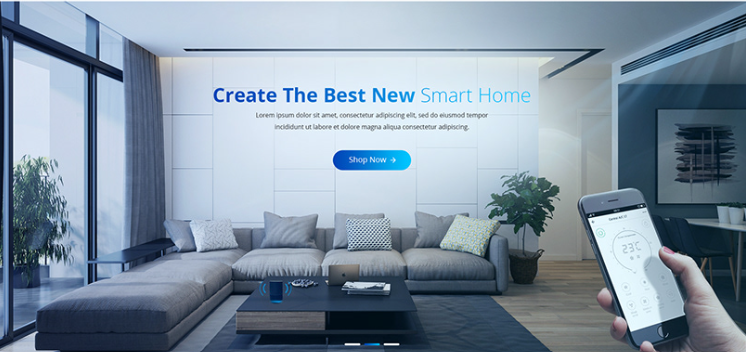 Create The Best New Smart Home
Lorem ipsum dolor sit amet, consectetur adipiscing elit, sed do eiusmod tempor
incididunt ut labore et dolore magna aliqua consectetur adipiscing.
Shop Now →
23°C